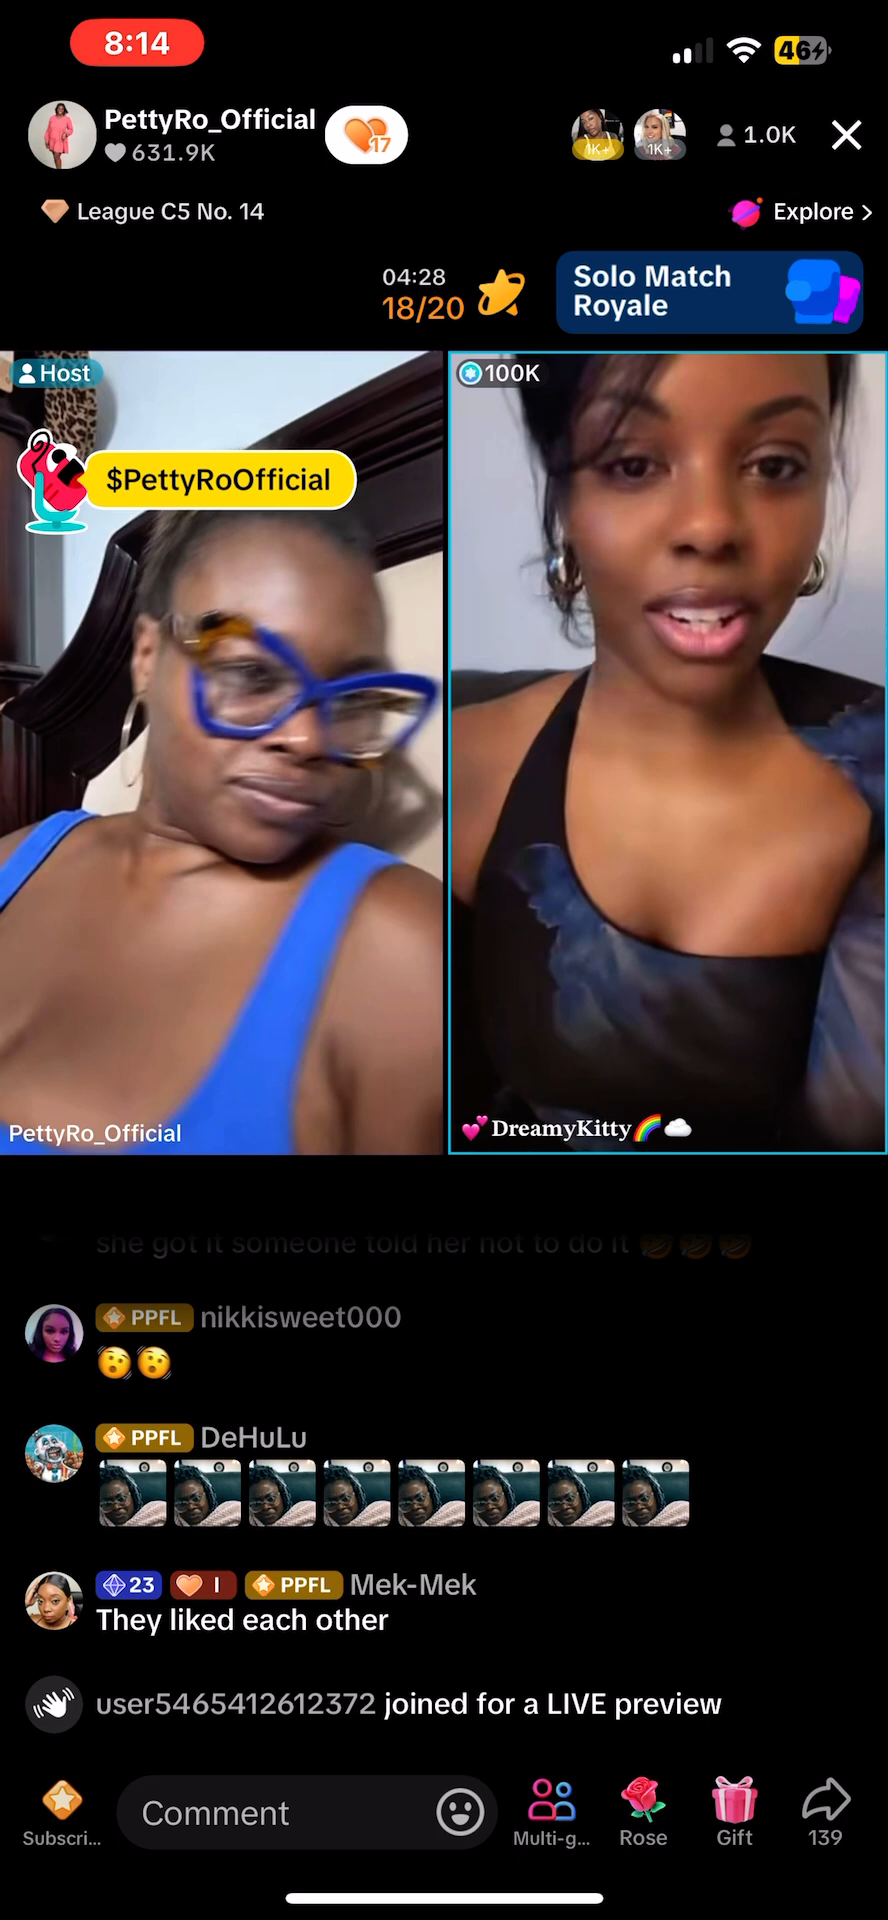 8:14
46
PettyRo_Official
631.9K
17
1K+
1K+
1.0K
League C5 No. 14
Explore >
04:28
18/20
Solo Match
Royale
Host
100K
$PettyRoOfficial
PettyRo_Official
DreamyKitty
she got it someone told her not to do it
PPFL nikkisweet000
PPFL DeHuLu
23 I PPFL Mek-Mek
They liked each other
user5465412612372 joined for a LIVE preview
Subscri...
Comment
Multi-g...
Rose
Gift
139